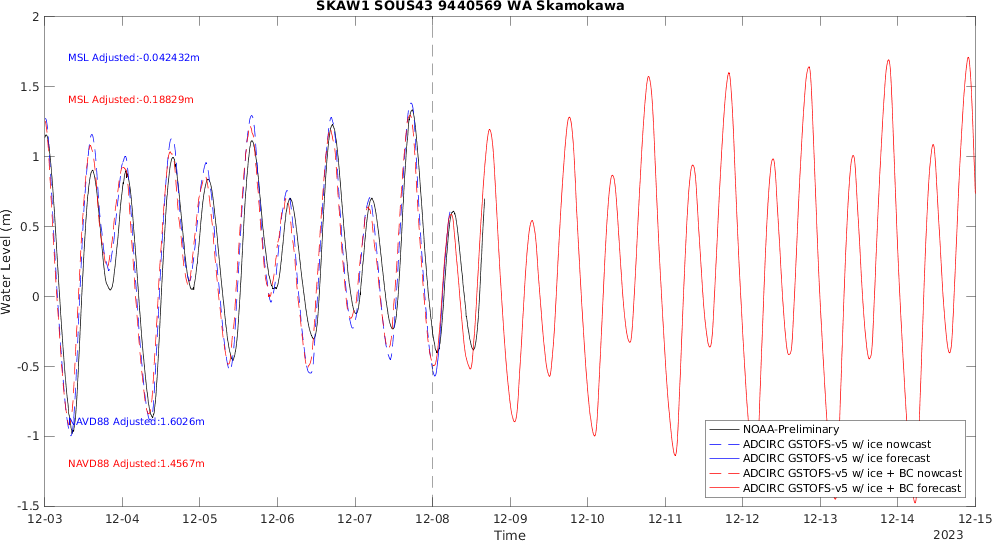 SKAW1 SOUS43 9440569 WA Skamokawa
2
1.5
1
0.5
0
-0.5
-1
-1.5
Water Level (m)
MSL Adjusted:-0.042432m
MSL Adjusted:-0.18829m
NAVD88 Adjusted:1.6026m
NAVD88 Adjusted:1.4567m
NOAA-Preliminary
ADCIRC GSTOFS-v5 w/ ice nowcast
ADCIRC GSTOFS-v5 w/ ice forecast
ADCIRC GSTOFS-v5 w/ ice + BC nowcast
ADCIRC GSTOFS-v5 w/ ice + BC forecast
12-03 12-04 12-05 12-06 12-07 12-08 12-09 12-10 12-11 12-12 12-13 12-14 12-15
Time
2023